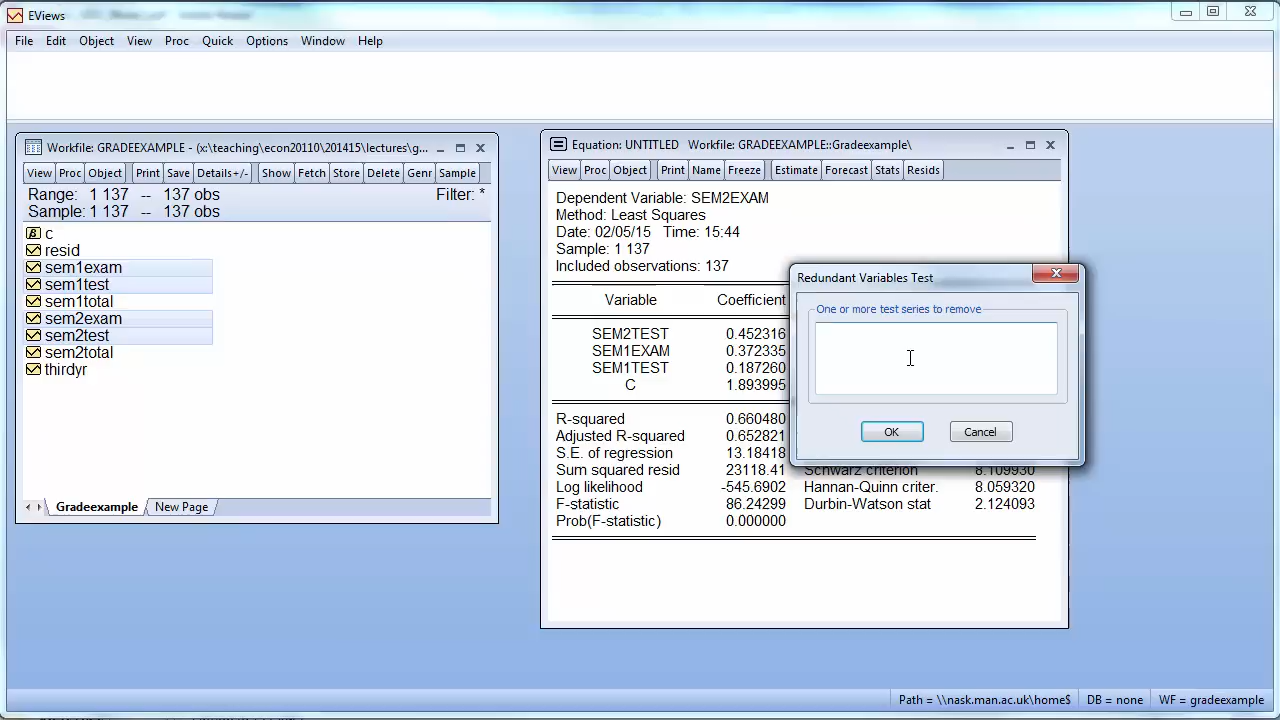 EViews
File Edit Object View Proc Quick Options Window Help
Workfile: GRADEEXAMPLE - (x:\teaching\econ20110\201415\lectures\g...
View Proc Object Print Save Details+/- Show Fetch Store Delete Genr Sample
Range: 1 137 -- 137 obs Filter: *
Sample: 1 137 -- 137 obs
B c
resid
sem1exam
sem1test
sem1total
sem2exam
sem2test
sem2total
thirdyr
Gradeexample New Page
Equation: UNTITLED Workfile: GRADEEXAMPLE::Gradeexample\
View Proc Object Print Name Freeze Estimate Forecast Stats Resids
Dependent Variable: SEM2EXAM
Method: Least Squares
Date: 02/05/15 Time: 15:44
Sample: 1 137
Included observations: 137
Variable Coefficient
SEM2TEST 0.452316
SEM1EXAM 0.372335
SEM1TEST 0.187260
C 1.893995
R-squared 0.660480
Adjusted R-squared 0.652821
S.E. of regression 13.18418
Sum squared resid 23118.41 Schwarz criterion 8.109930
Log likelihood -545.6902 Hannan-Quinn criter. 8.059320
F-statistic 86.24299 Durbin-Watson stat 2.124093
Prob(F-statistic) 0.000000
Redundant Variables Test
One or more test series to remove
OK Cancel
Path = \\nask.man.ac.uk\home$ DB = none WF = gradeexample